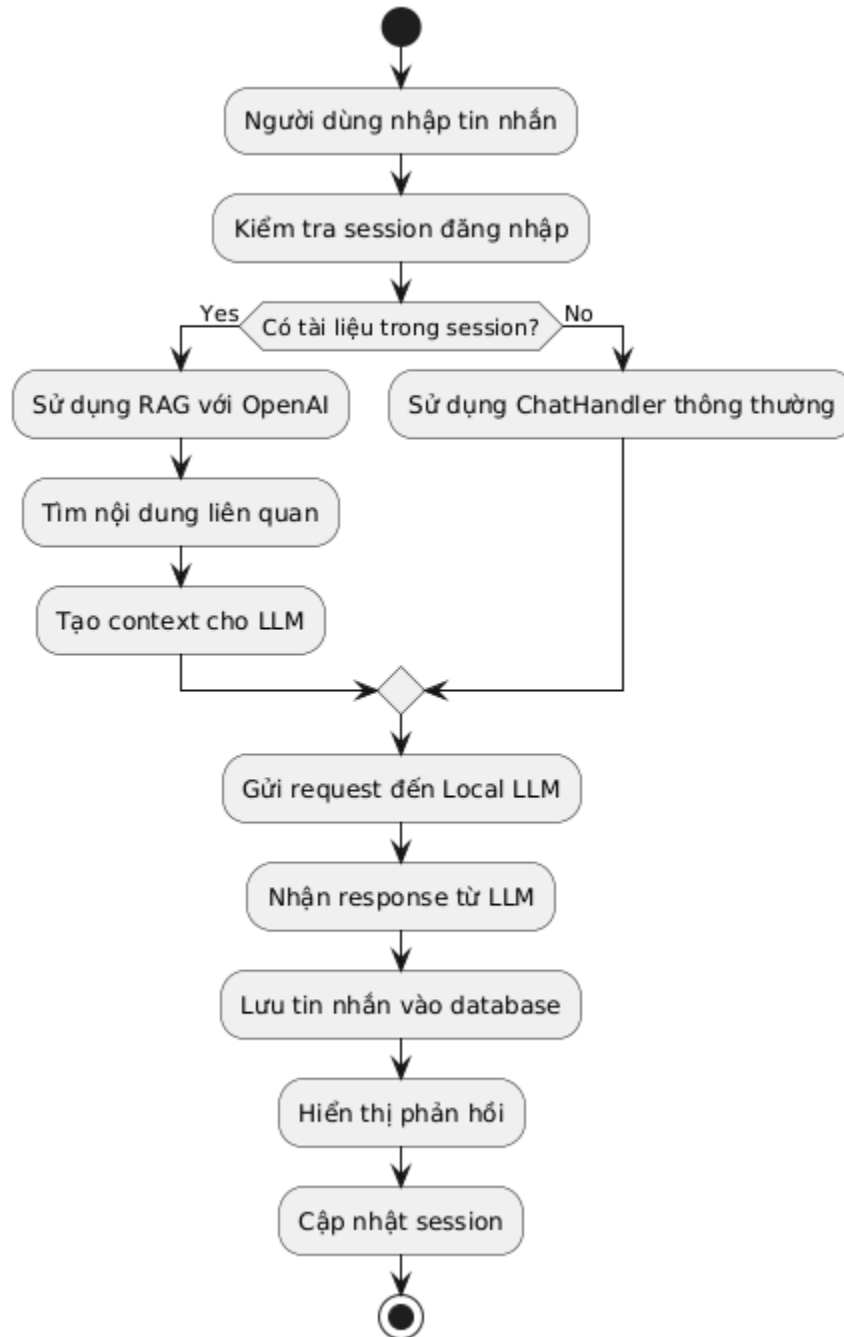 Người dùng nhập tin nhắn
Kiểm tra session đăng nhập
Có tài liệu trong session?
Yes
No
Sử dụng RAG với OpenAI
Sử dụng ChatHandler thông thường
Tìm nội dung liên quan
Tạo context cho LLM
Gửi request đến Local LLM
Nhận response từ LLM
Lưu tin nhắn vào database
Hiển thị phản hồi
Cập nhật session